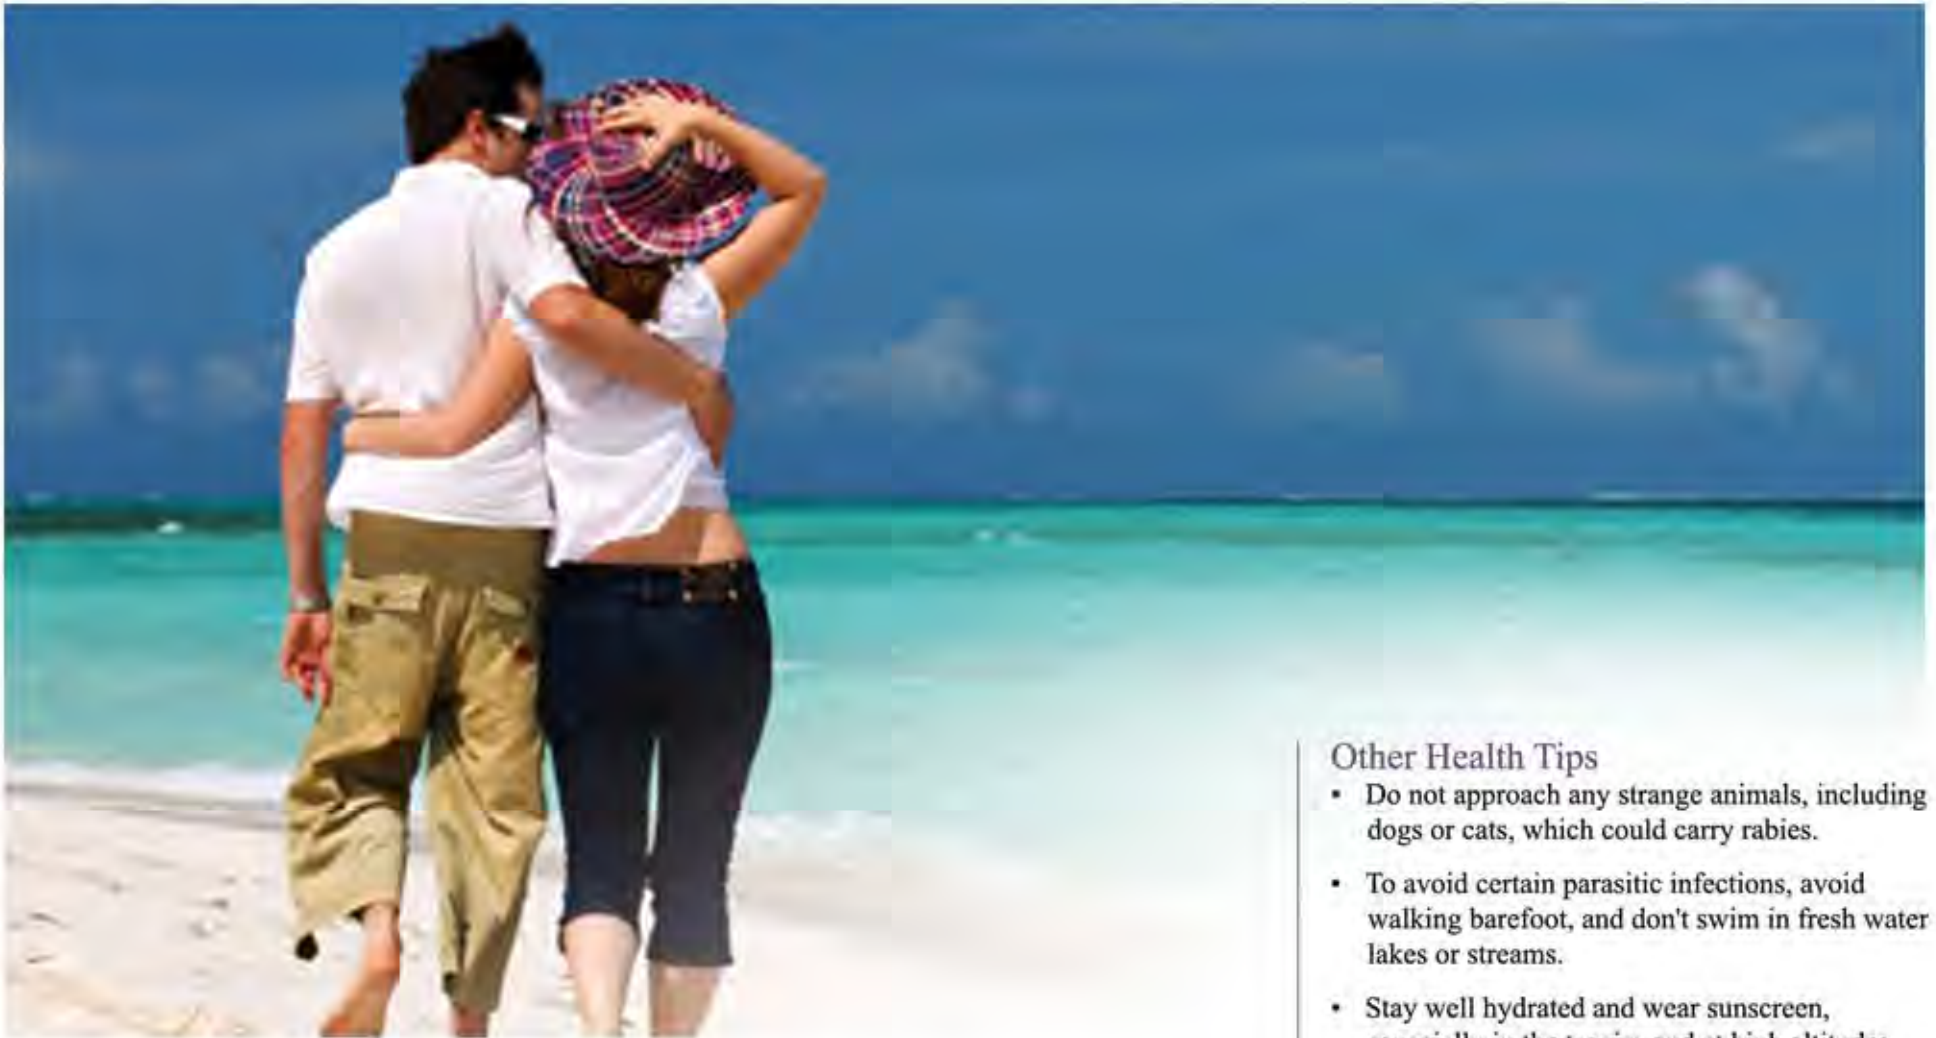 Other Health Tips
• Do not approach any strange animals, including
dogs or cats, which could carry rabies.
• To avoid certain parasitic infections, avoid
walking barefoot, and don't swim in fresh water
lakes or streams.
• Stay well hydrated and wear sunscreen,